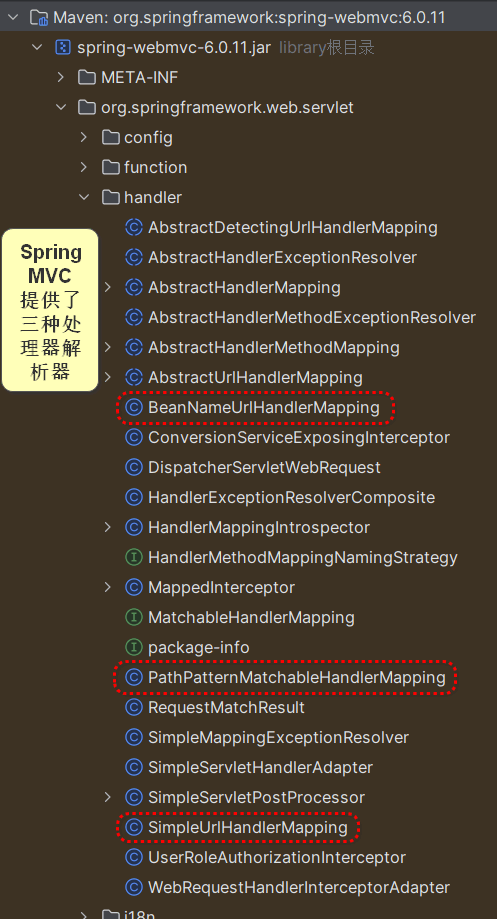 Maven: org.springframework:spring-webmvc:6.0.11
spring-webmvc-6.0.11.jar library根目录
META-INF
org.springframework.web.servlet
config
function
handler
AbstractDetectingUrlHandlerMapping
AbstractHandlerExceptionResolver
AbstractHandlerMapping
AbstractHandlerMethodExceptionResolver
AbstractHandlerMethodMapping
AbstractUrlHandlerMapping
BeanNameUrlHandlerMapping
ConversionServiceExposingInterceptor
DispatcherServletWebRequest
HandlerExceptionResolverComposite
HandlerMappingIntrospector
HandlerMethodMappingNamingStrategy
MappedInterceptor
MatchableHandlerMapping
package-info
PathPatternMatchableHandlerMapping
RequestMatchResult
SimpleMappingExceptionResolver
SimpleServletHandlerAdapter
SimpleServletPostProcessor
SimpleUrlHandlerMapping
UserRoleAuthorizationInterceptor
WebRequestHandlerInterceptorAdapter
i18n
Spring
MVC
提供了
三种处
理器解
析器